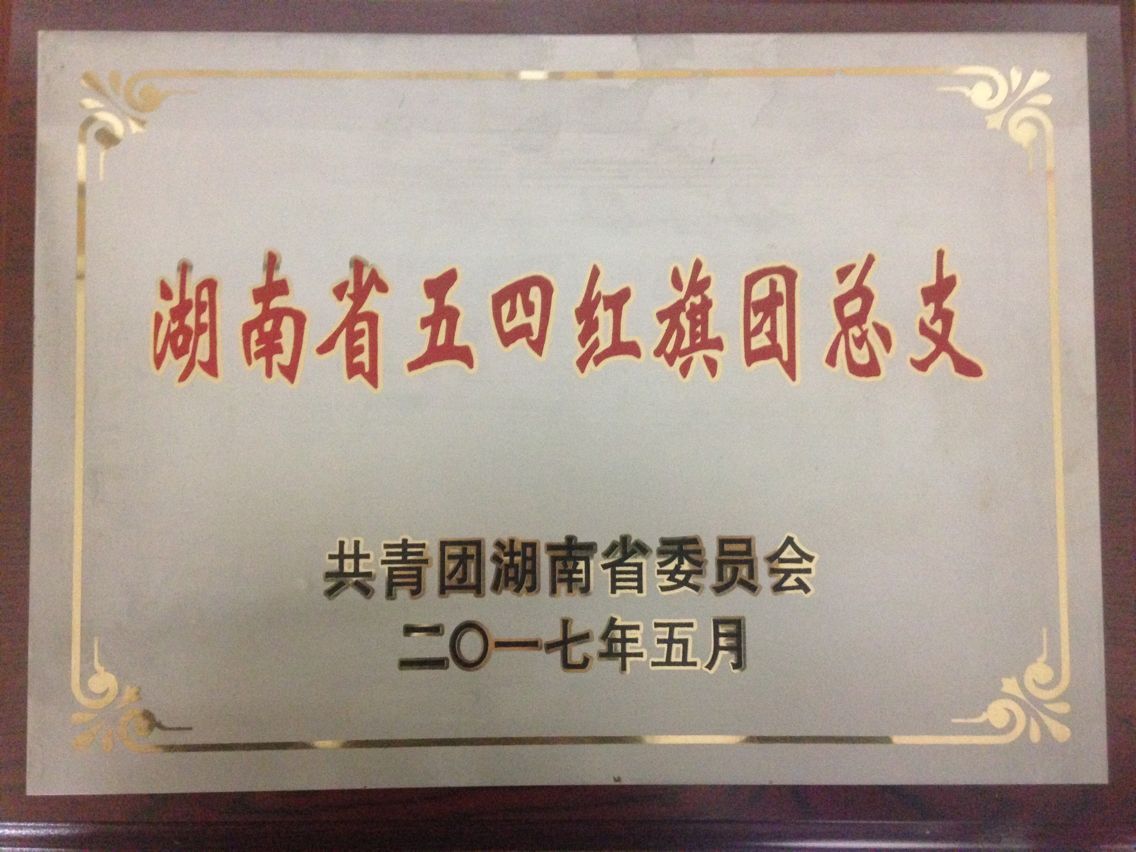 湖南省五四红旗团总支
共青团湖南省委员会
二〇一七年五月